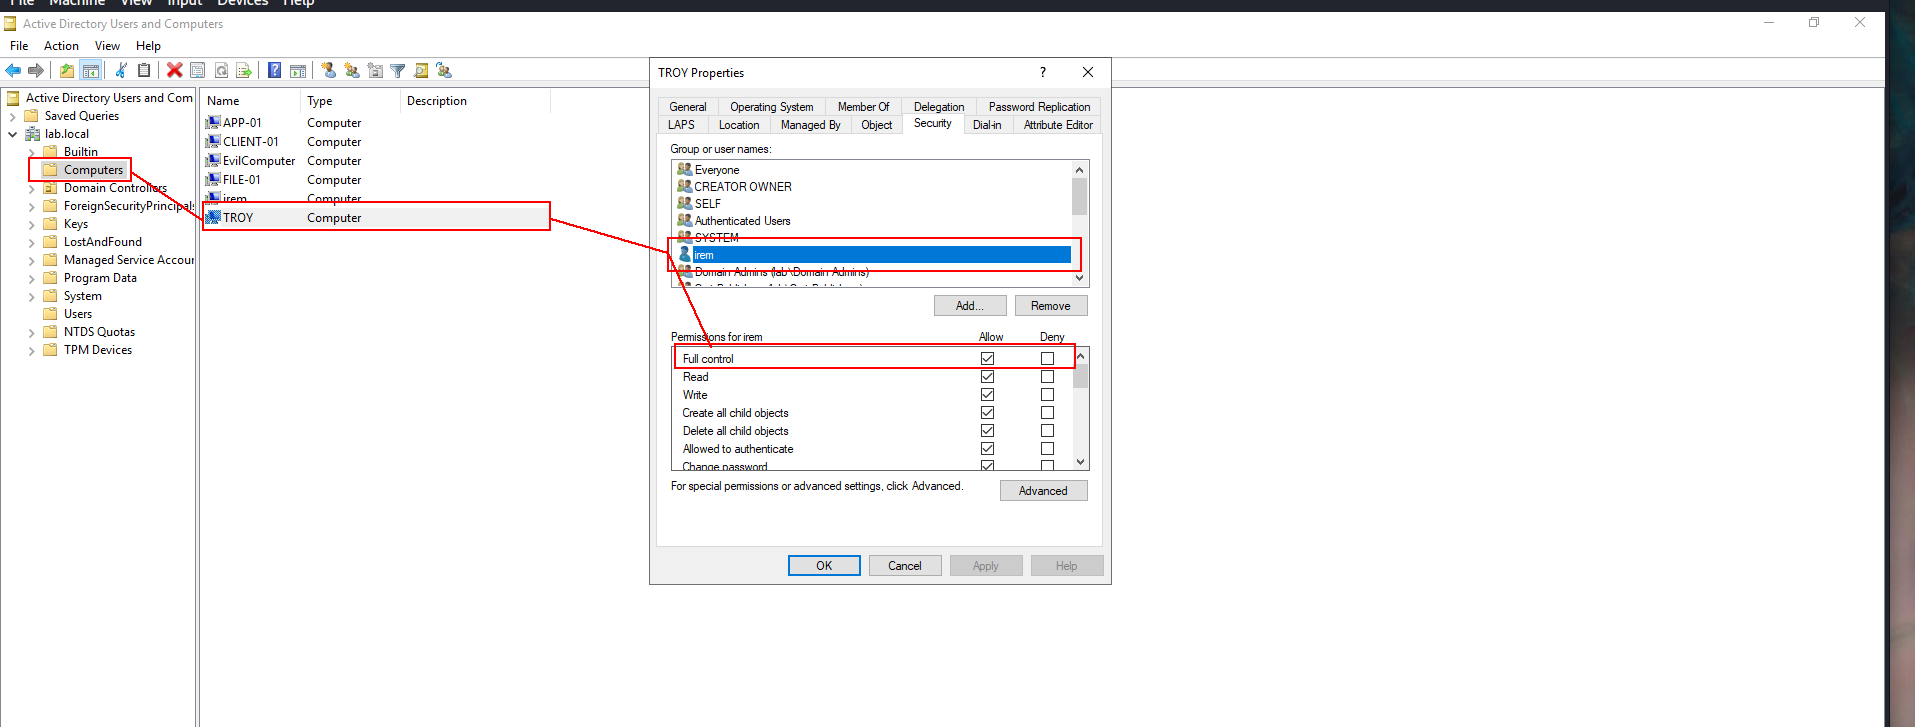 File Machine View Input Devices Help
Active Directory Users and Computers
File Action View Help
Active Directory Users and Com
Saved Queries
lab.local
Builtin
Computers
Domain Controllers
ForeignSecurityPrincipals
Keys
LostAndFound
Managed Service Accour
Program Data
System
Users
NTDS Quotas
TPM Devices
Name Type Description
APP-01 Computer
CLIENT-01 Computer
EvilComputer Computer
FILE-01 Computer
irem Computer
TROY Computer
TROY Properties ?
General Operating System Member Of Delegation Password Replication
LAPS Location Managed By Object Security Dial-in Attribute Editor
Group or user names:
Everyone
CREATOR OWNER
SELF
Authenticated Users
SYSTEM
irem
Domain Admins (lab\Domain Admins)
Add... Remove
Permissions for irem Allow Deny
Full control
Read
Write
Create all child objects
Delete all child objects
Allowed to authenticate
Change password
For special permissions or advanced settings, click Advanced.
Advanced
OK Cancel Apply Help